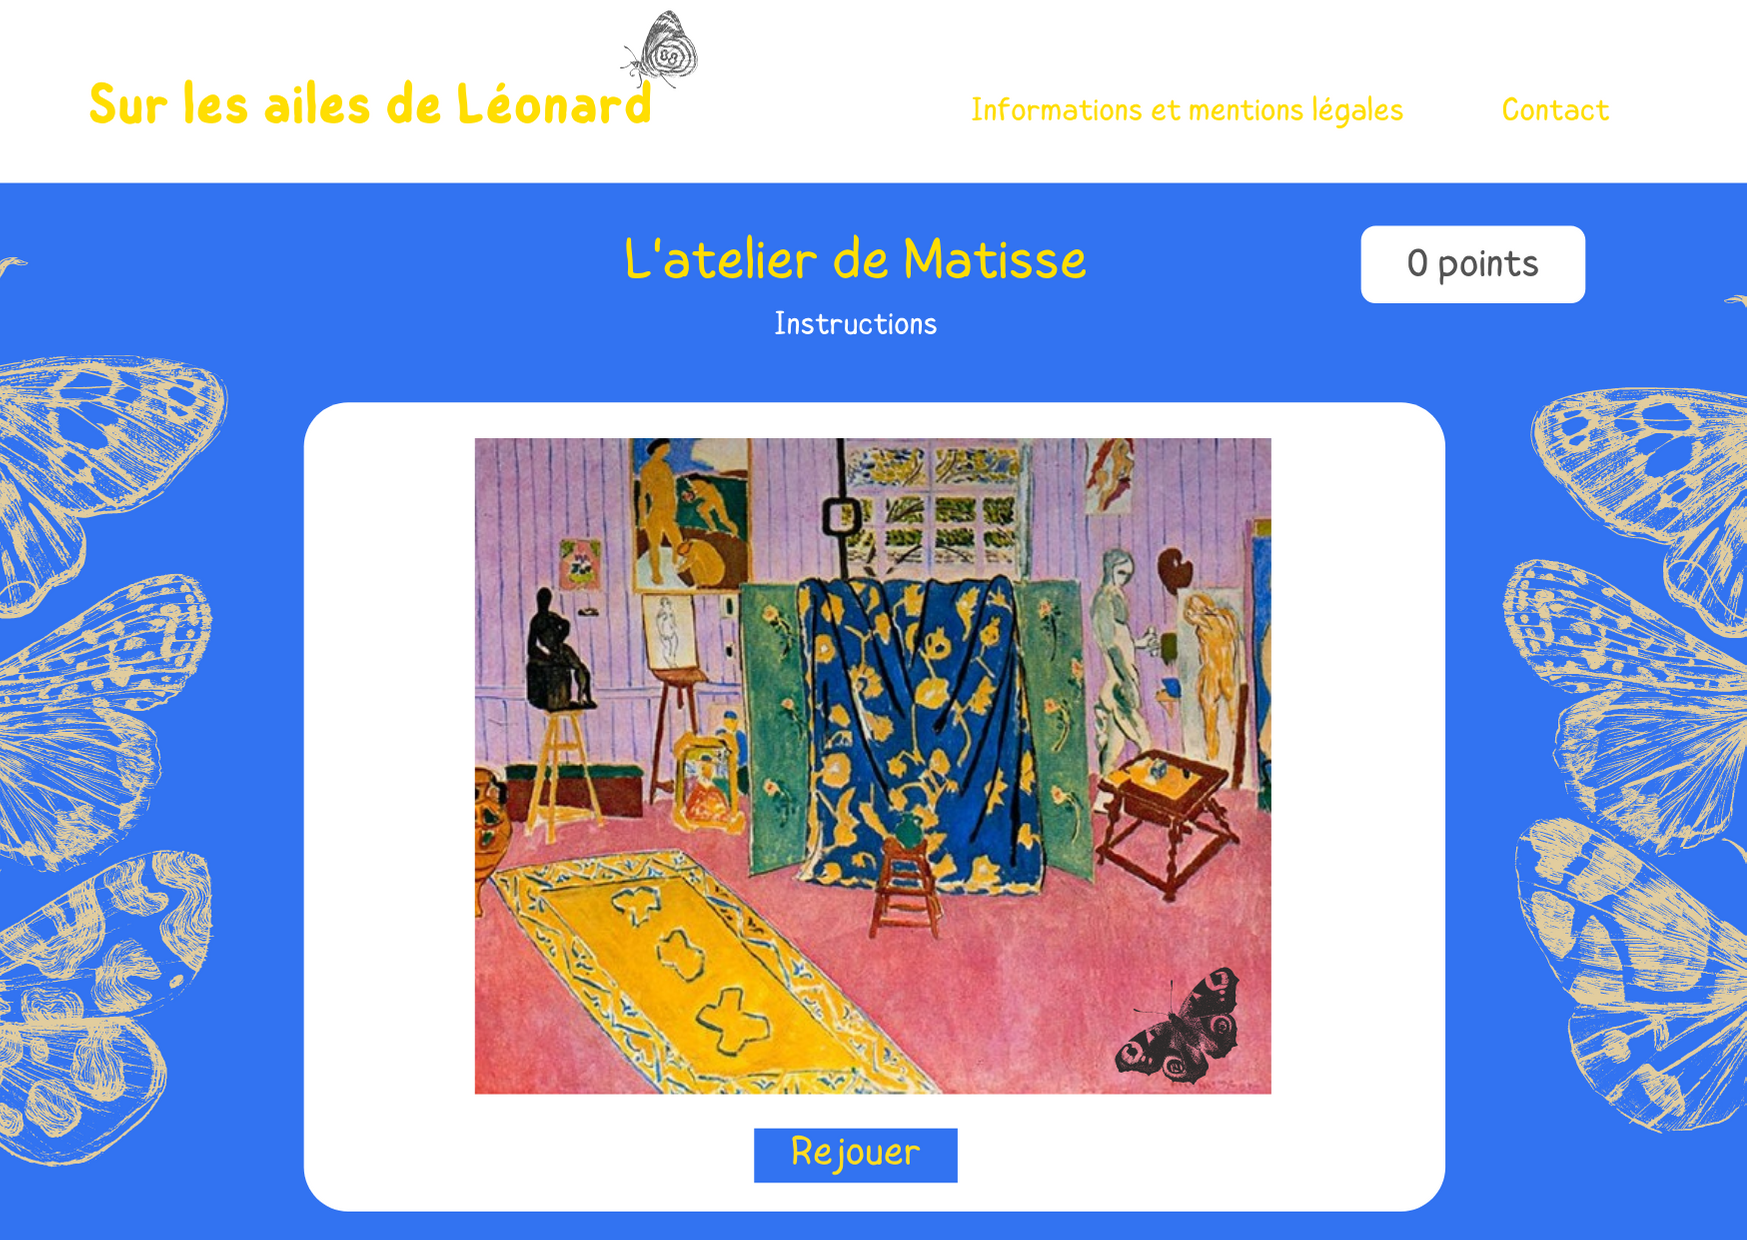 Sur les ailes de Léonard
Informations et mentions légales
Contact
L'atelier de Matisse
0 points
Instructions
Rejouer